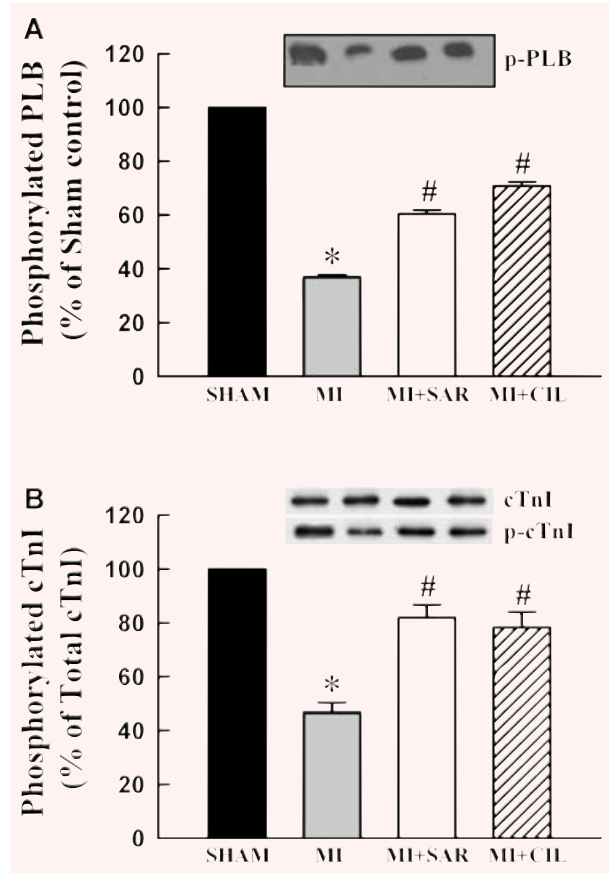 A
Phosphorylated PLB
(% of Sham control)
120
100
80
60
40
20
0
p-PLB
*
#
#
SHAM MI MI+SAR MI+CIL
B
Phosphorylated cTnI
(% of Total cTnI)
120
100
80
60
40
20
0
cTnI
p-cTnI
*
#
#
SHAM MI MI+SAR MI+CIL